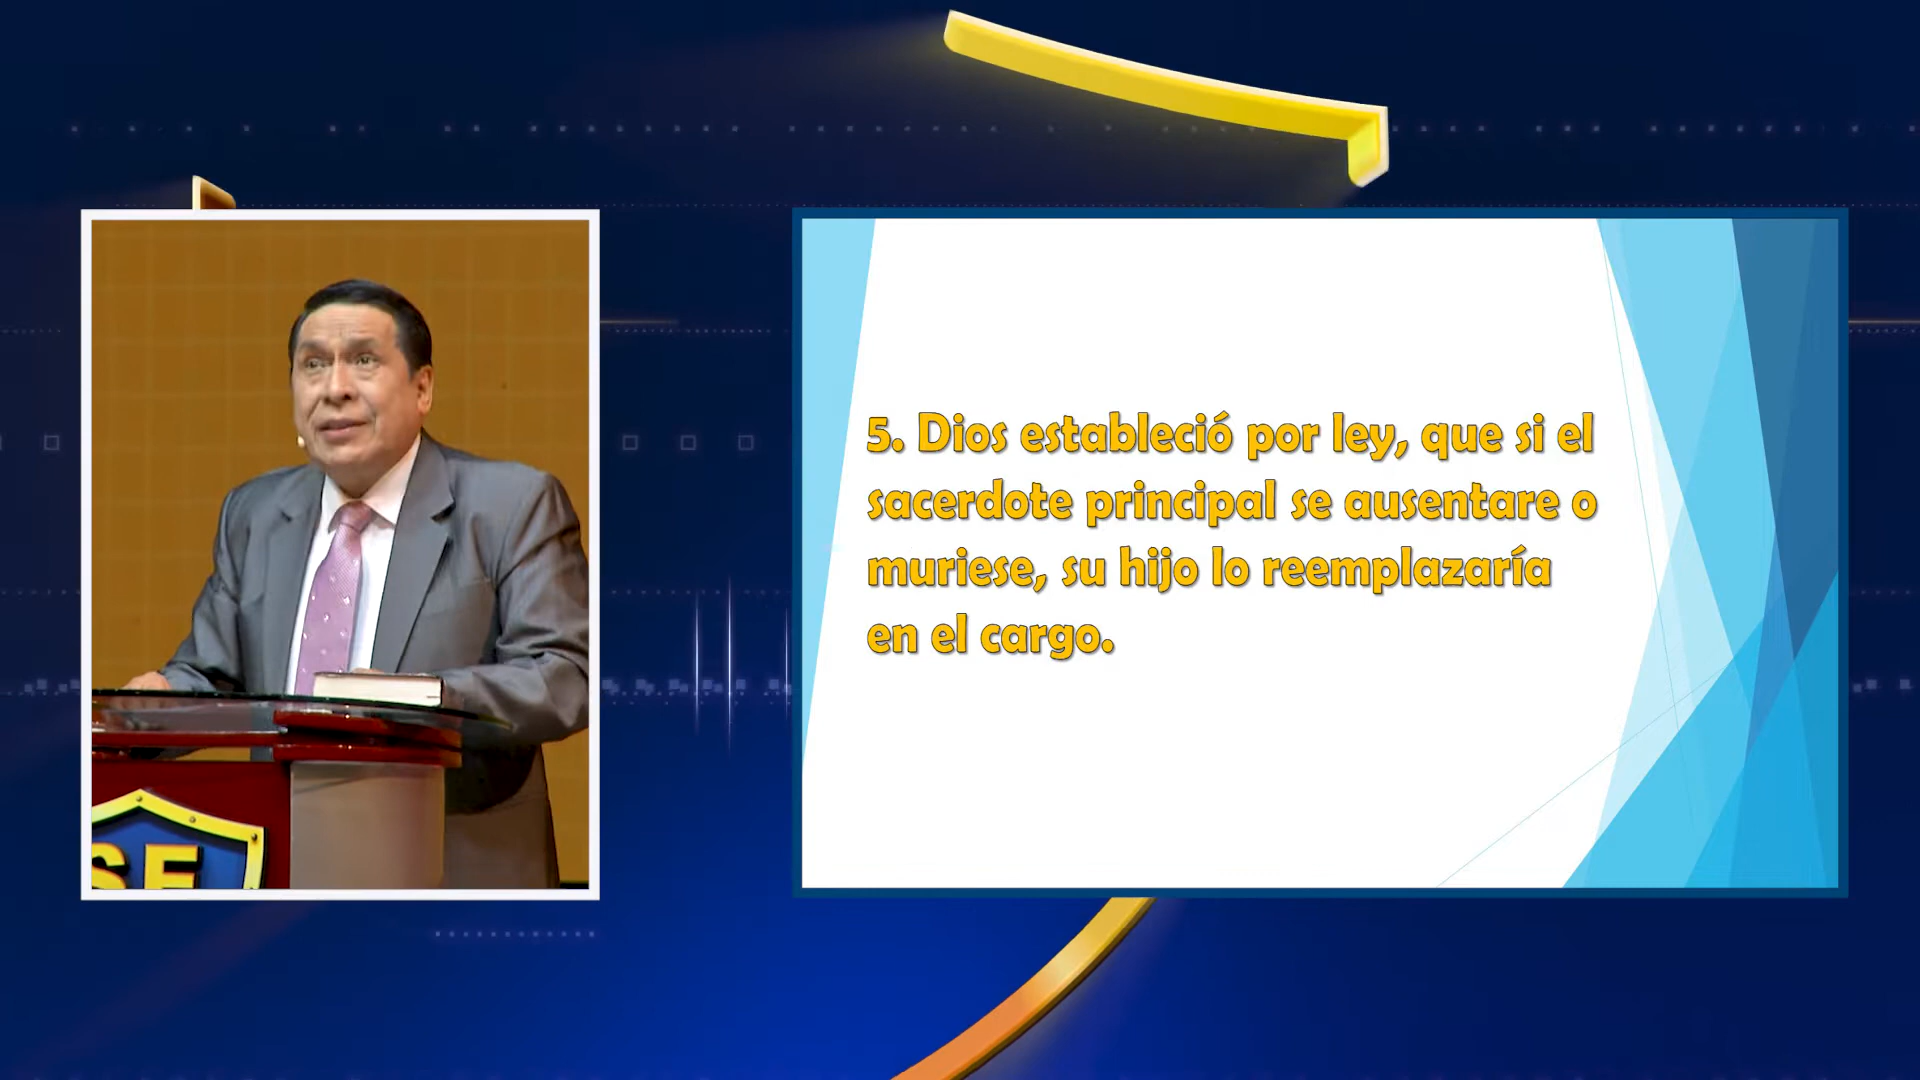 5. Dios estableció por ley, que si el
sacerdote principal se ausentare o
muriese, su hijo lo reemplazaría
en el cargo.
SE